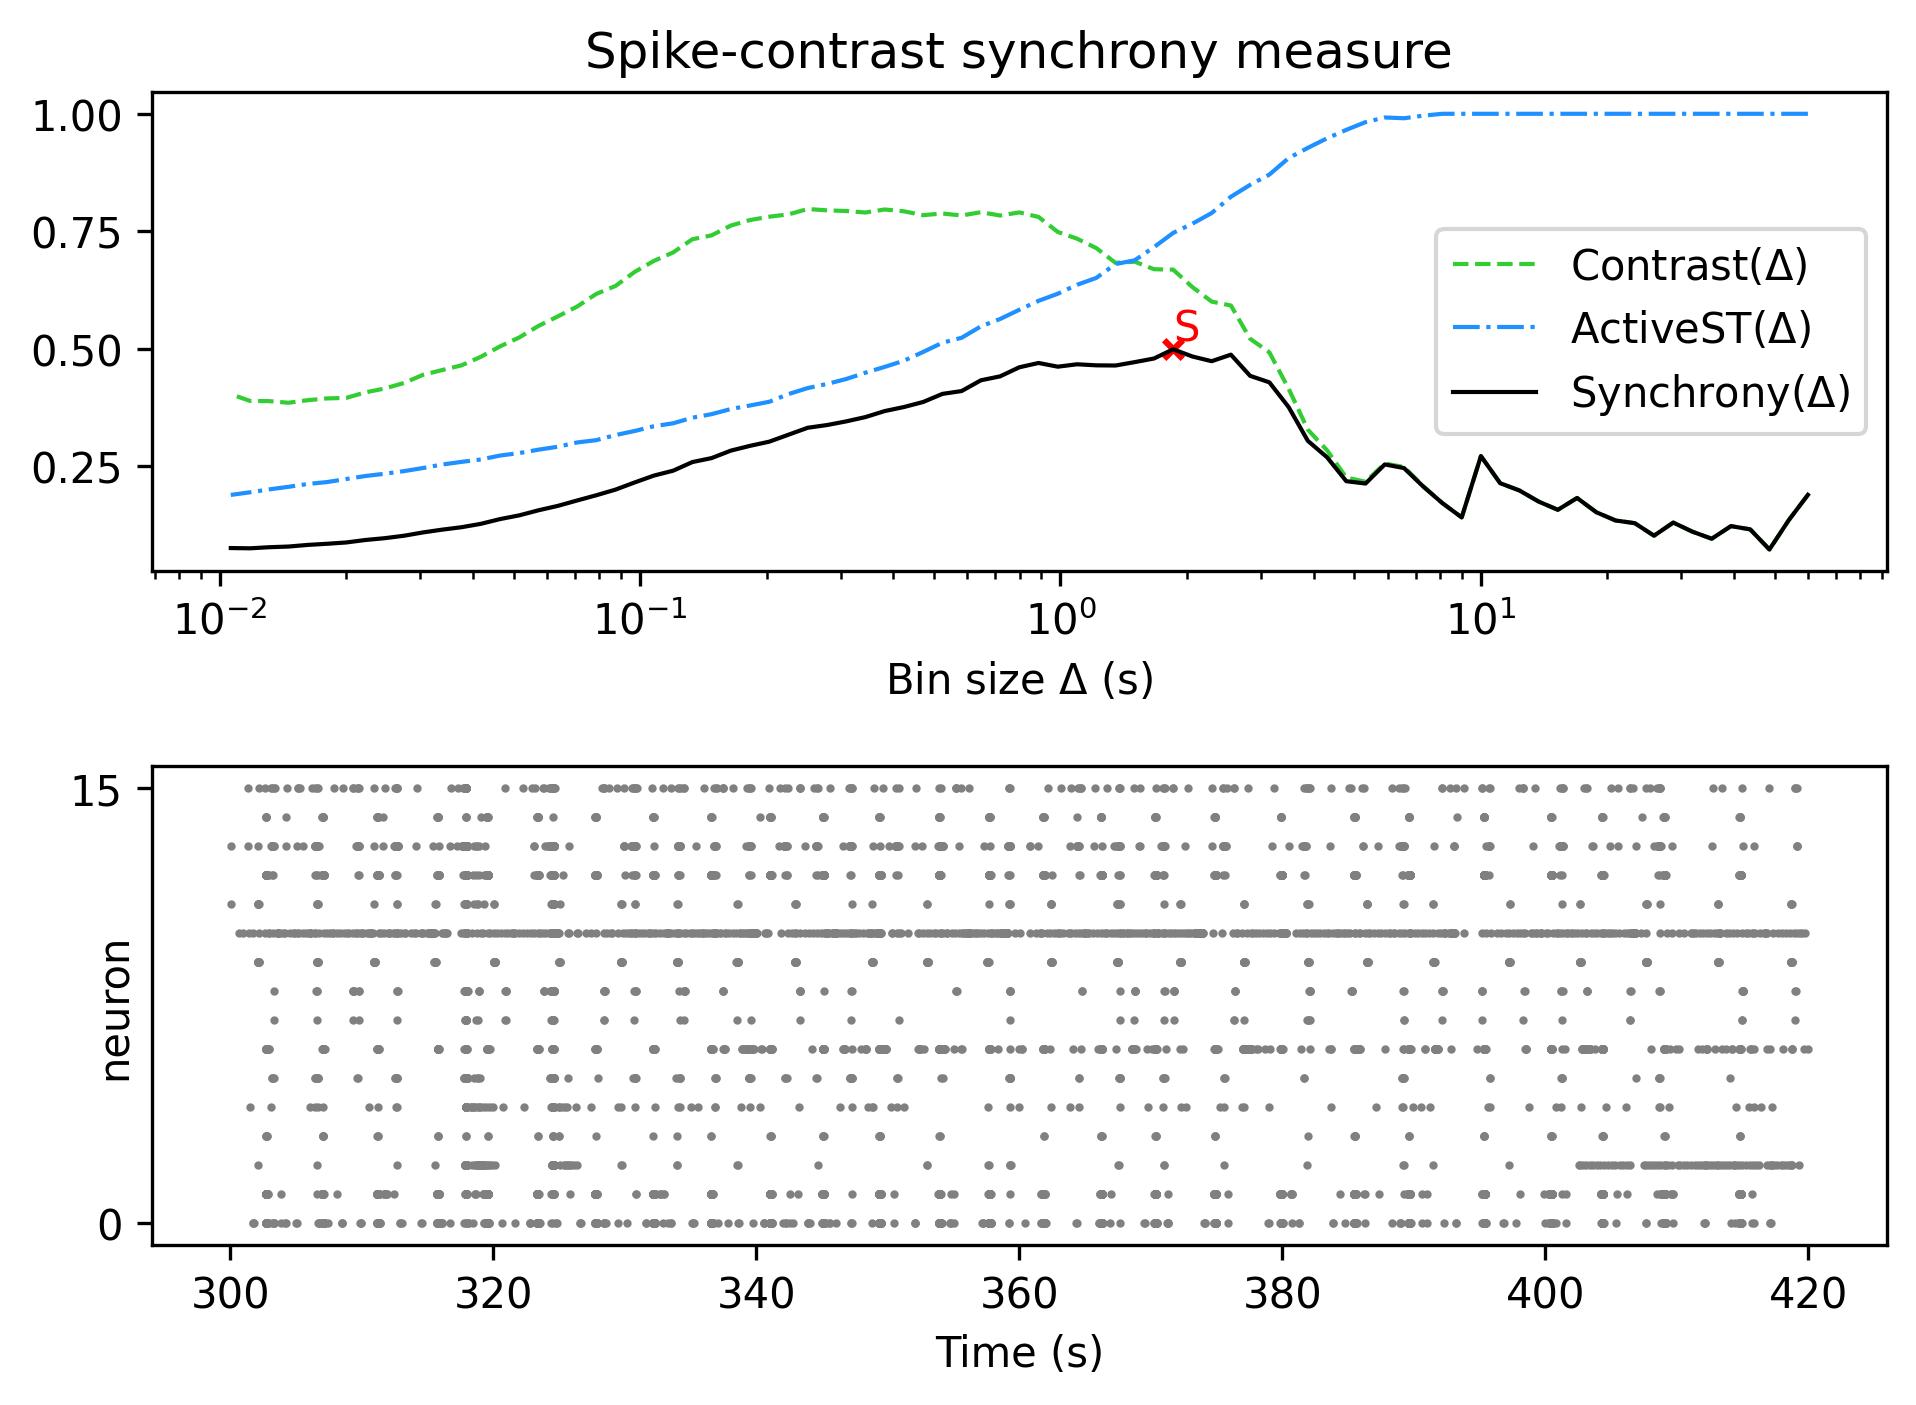 Spike-contrast synchrony measure
1.00
0.75
0.50
0.25
S
Contrast(Δ)
ActiveST(Δ)
Synchrony(Δ)
10⁻² 10⁻¹ 10⁰ 10¹
Bin size Δ (s)
15
0
neuron
300 320 340 360 380 400 420
Time (s)